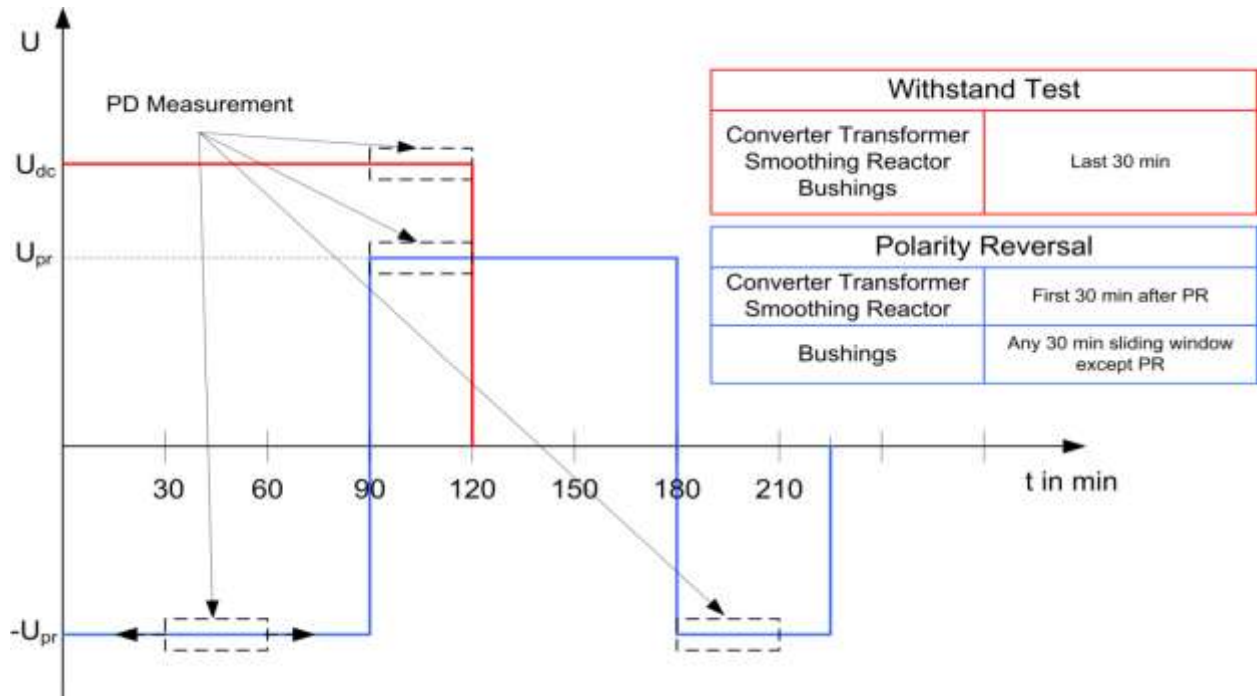 U
PD Measurement
Udc
Upr
-Upr
30 60 90 120 150 180 210
t in min
Withstand Test
Converter Transformer
Smoothing Reactor
Bushings
Last 30 min
Polarity Reversal
Converter Transformer
Smoothing Reactor
First 30 min after PR
Bushings
Any 30 min sliding window
except PR